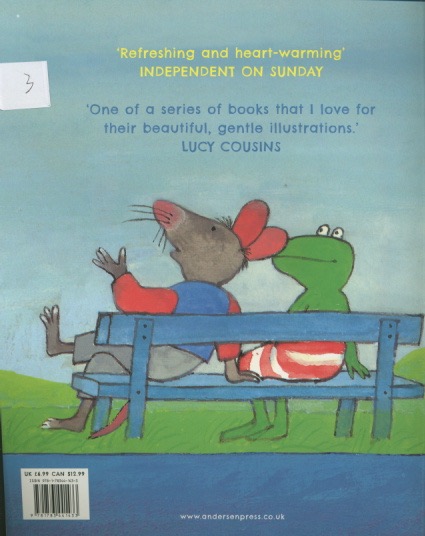 3
'Refreshing and heart-warming'
INDEPENDENT ON SUNDAY
'One of a series of books that I love for
their beautiful, gentle illustrations.'
LUCY COUSINS
UK £6.99 CAN $12.99
www.andersenpress.co.uk